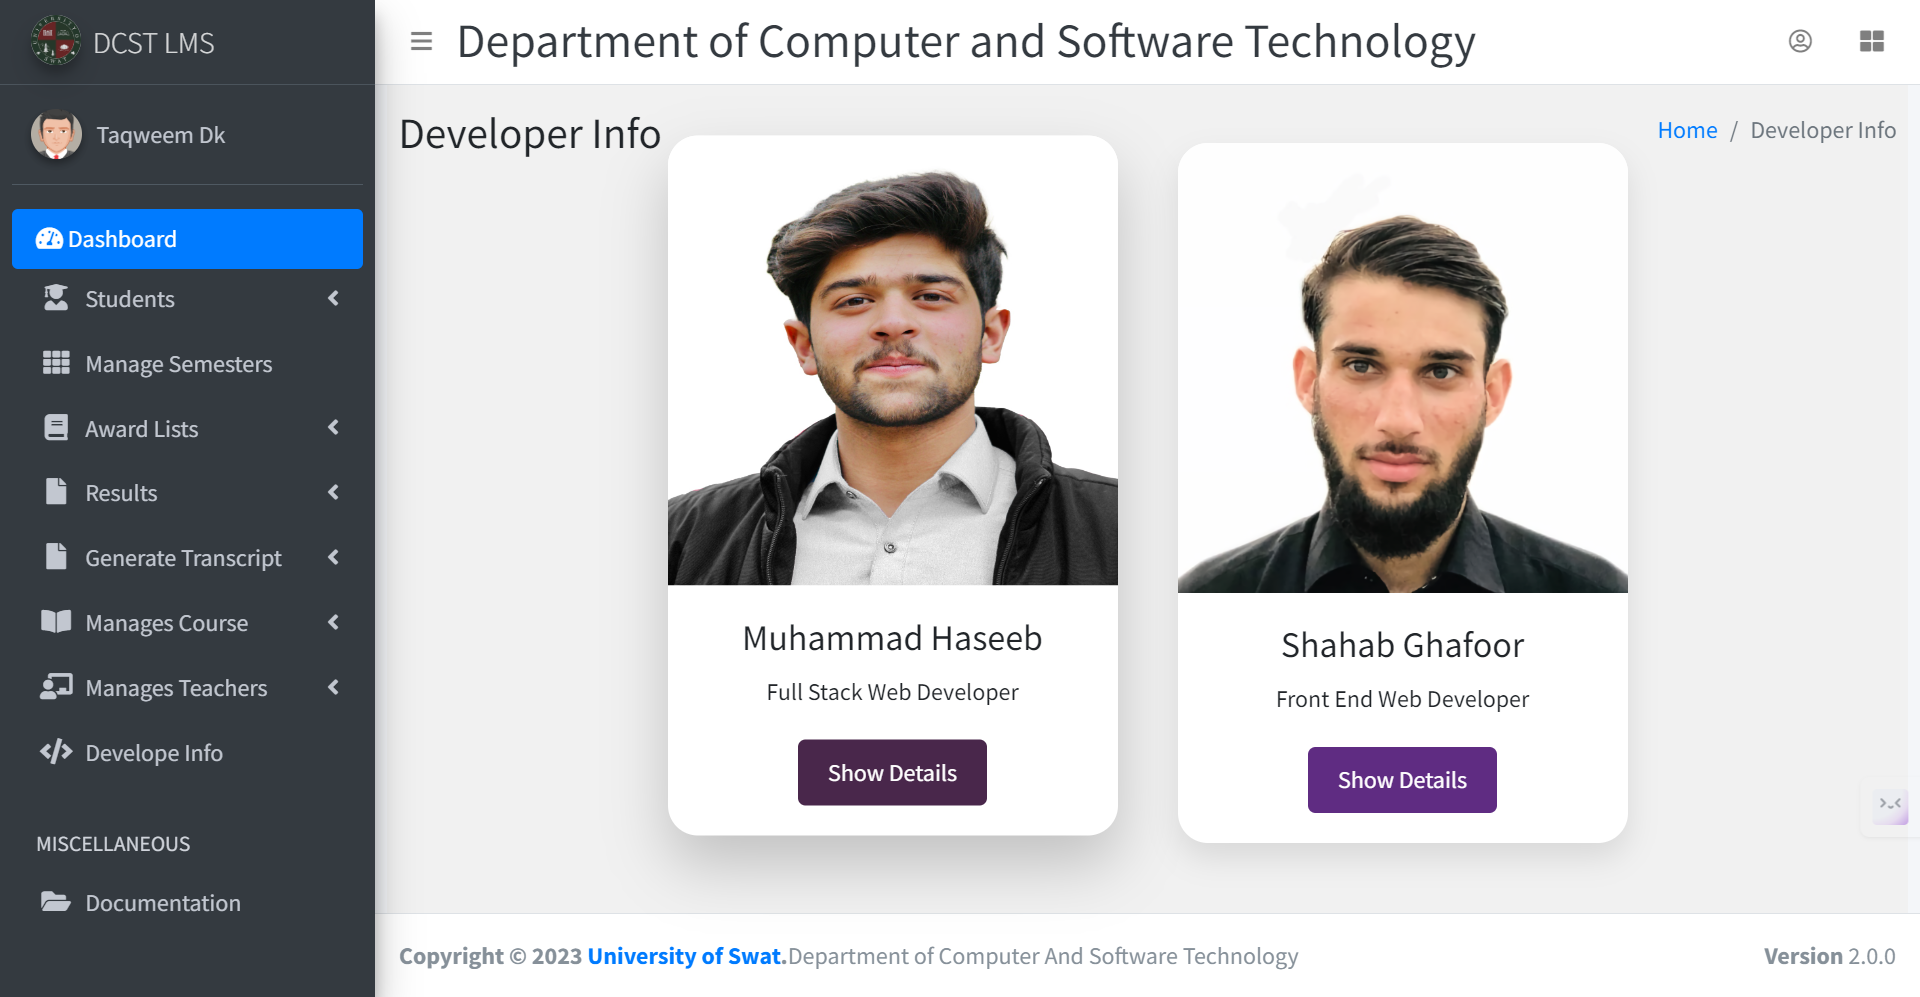 DCST LMS
Department of Computer and Software Technology
Taqweem Dk
Dashboard
Students
Manage Semesters
Award Lists
Results
Generate Transcript
Manages Course
Manages Teachers
Develope Info
MISCELLANEOUS
Documentation
Developer Info
Home / Developer Info
Muhammad Haseeb
Full Stack Web Developer
Show Details
Shahab Ghafoor
Front End Web Developer
Show Details
Copyright © 2023 University of Swat.Department of Computer And Software Technology
Version 2.0.0